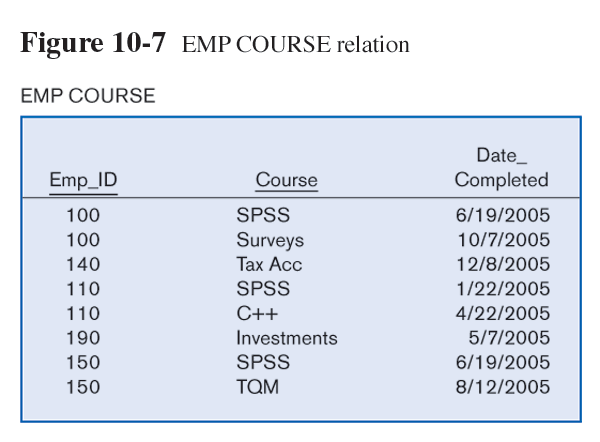 Figure 10-7 EMP COURSE relation
EMP COURSE
Date_
Emp_ID Course Completed
100 SPSS 6/19/2005
100 Surveys 10/7/2005
140 Tax Acc 12/8/2005
110 SPSS 1/22/2005
110 C++ 4/22/2005
190 Investments 5/7/2005
150 SPSS 6/19/2005
150 TQM 8/12/2005